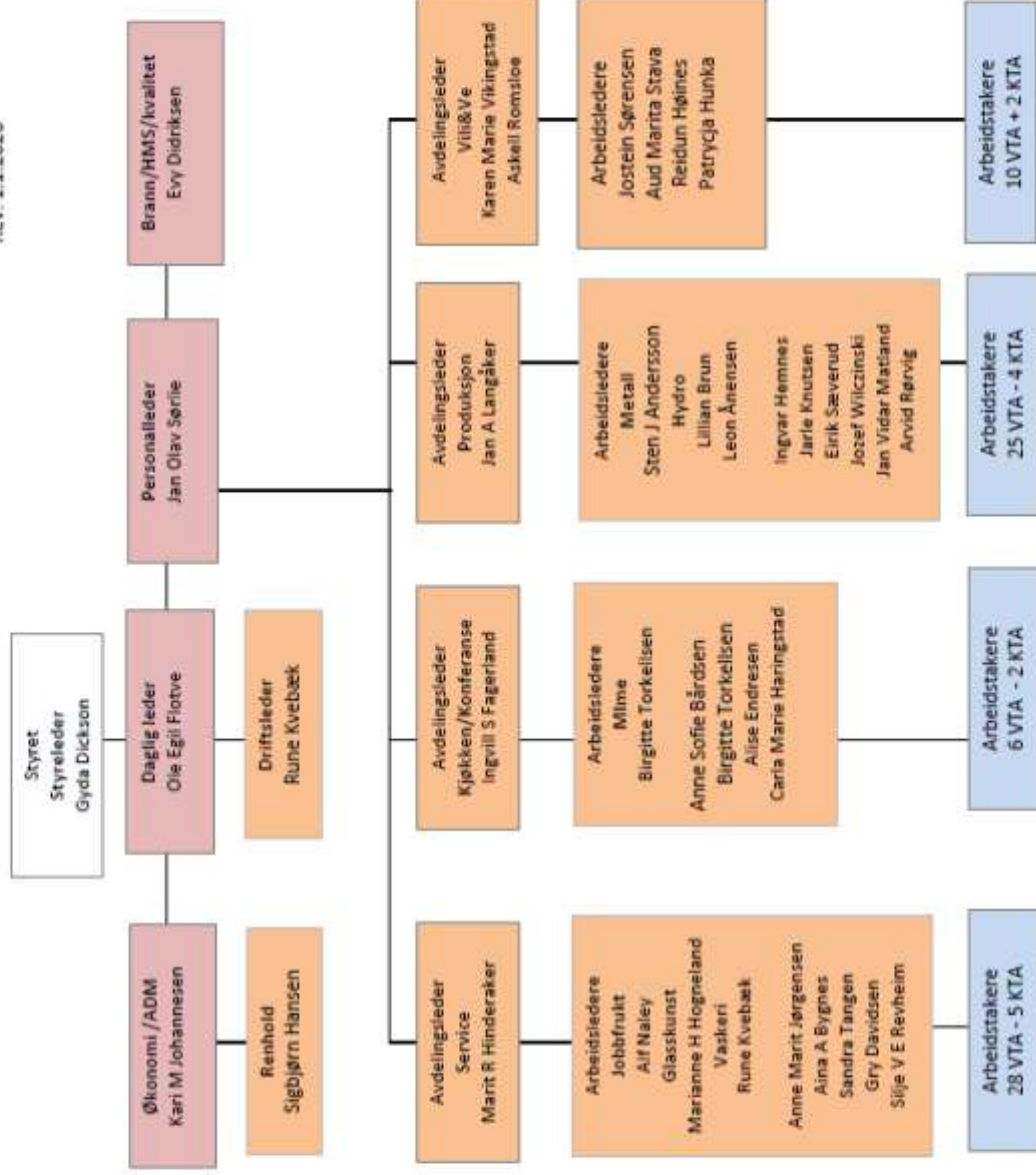 Styret
Styreleder
Gyda Dickson
Økonomi /ADM
Kari M Johannesen
Daglig leder
Ole Egil Flotve
Personalleder
Jan Olav Sørlie
Brann/HMS/kvalitet
Evy Didriksen
Renhold
Sigbjørn Hansen
Driftsleder
Rune Kvebæk
Avdelingsleder
Service
Marit R Hinderaker
Avdelingsleder
Kjøkken/Konferanse
Ingvill S Fagerland
Avdelingsleder
Produksjon
Jan A Langåker
Avdelingsleder
Vili&Ve
Karen Marie Vikingstad
Askell Romsloe
Arbeidsledere
Jobbfrukt
Alf Naley
Glasskunst
Marianne H Hogneland
Vaskeri
Rune Kvebæk
Anne Marit Jørgensen
Aina A Bygnes
Sandra Tangen
Gry Davidsen
Silje V E Revheim
Arbeidsledere
Mime
Birgitte Torkelisen
Anne Sofie Bårdsen
Birgitte Torkelisen
Alise Endresen
Carla Marie Haringstad
Arbeidsledere
Metall
Sten J Andersson
Hydro
Lillian Brun
Leon Ånensen
Ingvar Hemnes
Jarle Knutsen
Eirik Sæverud
Jozef Wilczinski
Jan Vidar Matland
Arvid Rørvig
Arbeidsledere
Jostein Sørensen
Aud Marita Stava
Reidun Høines
Patrycja Hunka
Arbeidstakere
28 VTA - 5 KTA
Arbeidstakere
6 VTA - 2 KTA
Arbeidstakere
25 VTA - 4 KTA
Arbeidstakere
10 VTA + 2 KTA